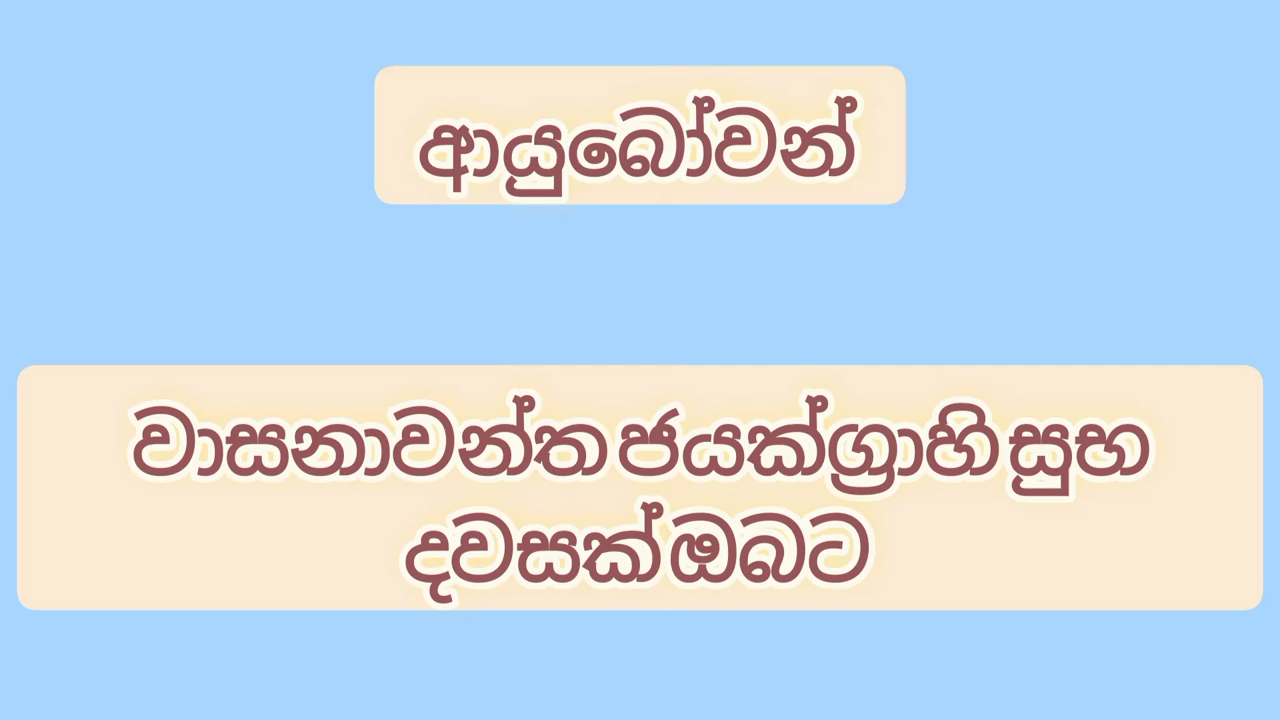 ආයුබෝවන්
වාසනාවන්ත ජයක්ග්‍රාහි සුභ
දවසක් ඔබට